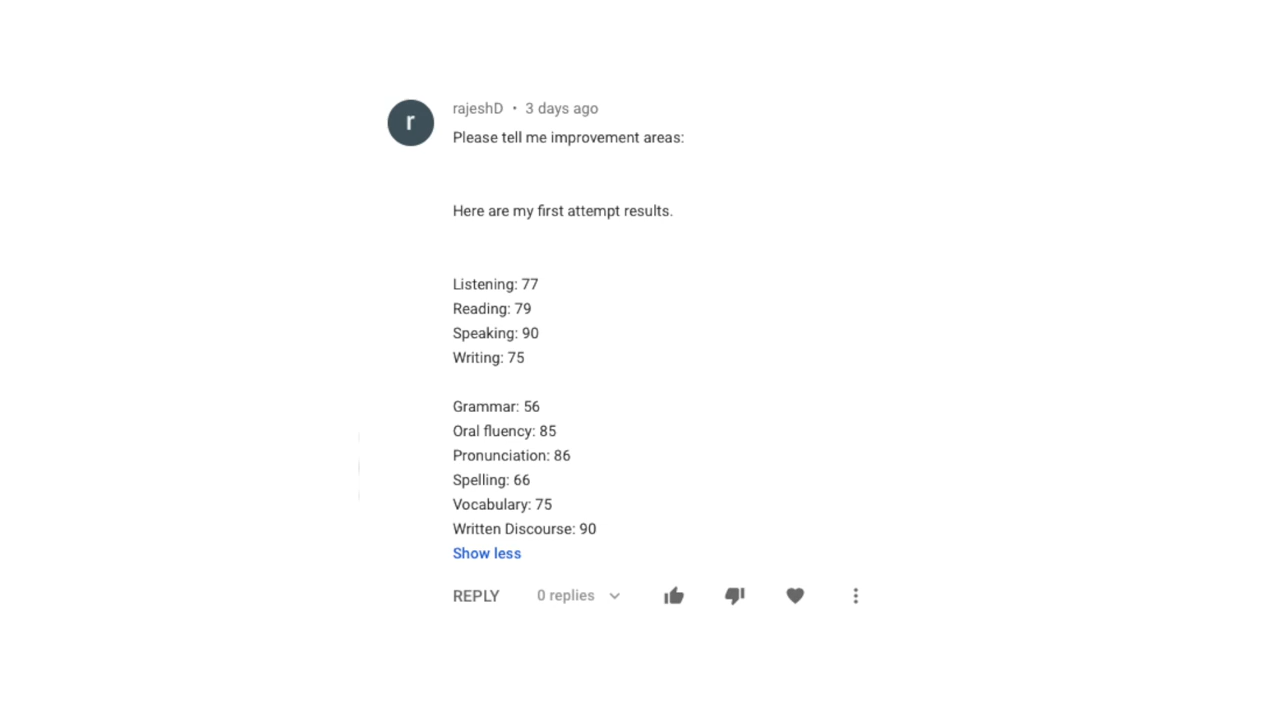 r
rajeshD • 3 days ago
Please tell me improvement areas:
Here are my first attempt results.
Listening: 77
Reading: 79
Speaking: 90
Writing: 75
Grammar: 56
Oral fluency: 85
Pronunciation: 86
Spelling: 66
Vocabulary: 75
Written Discourse: 90
Show less
REPLY 0 replies